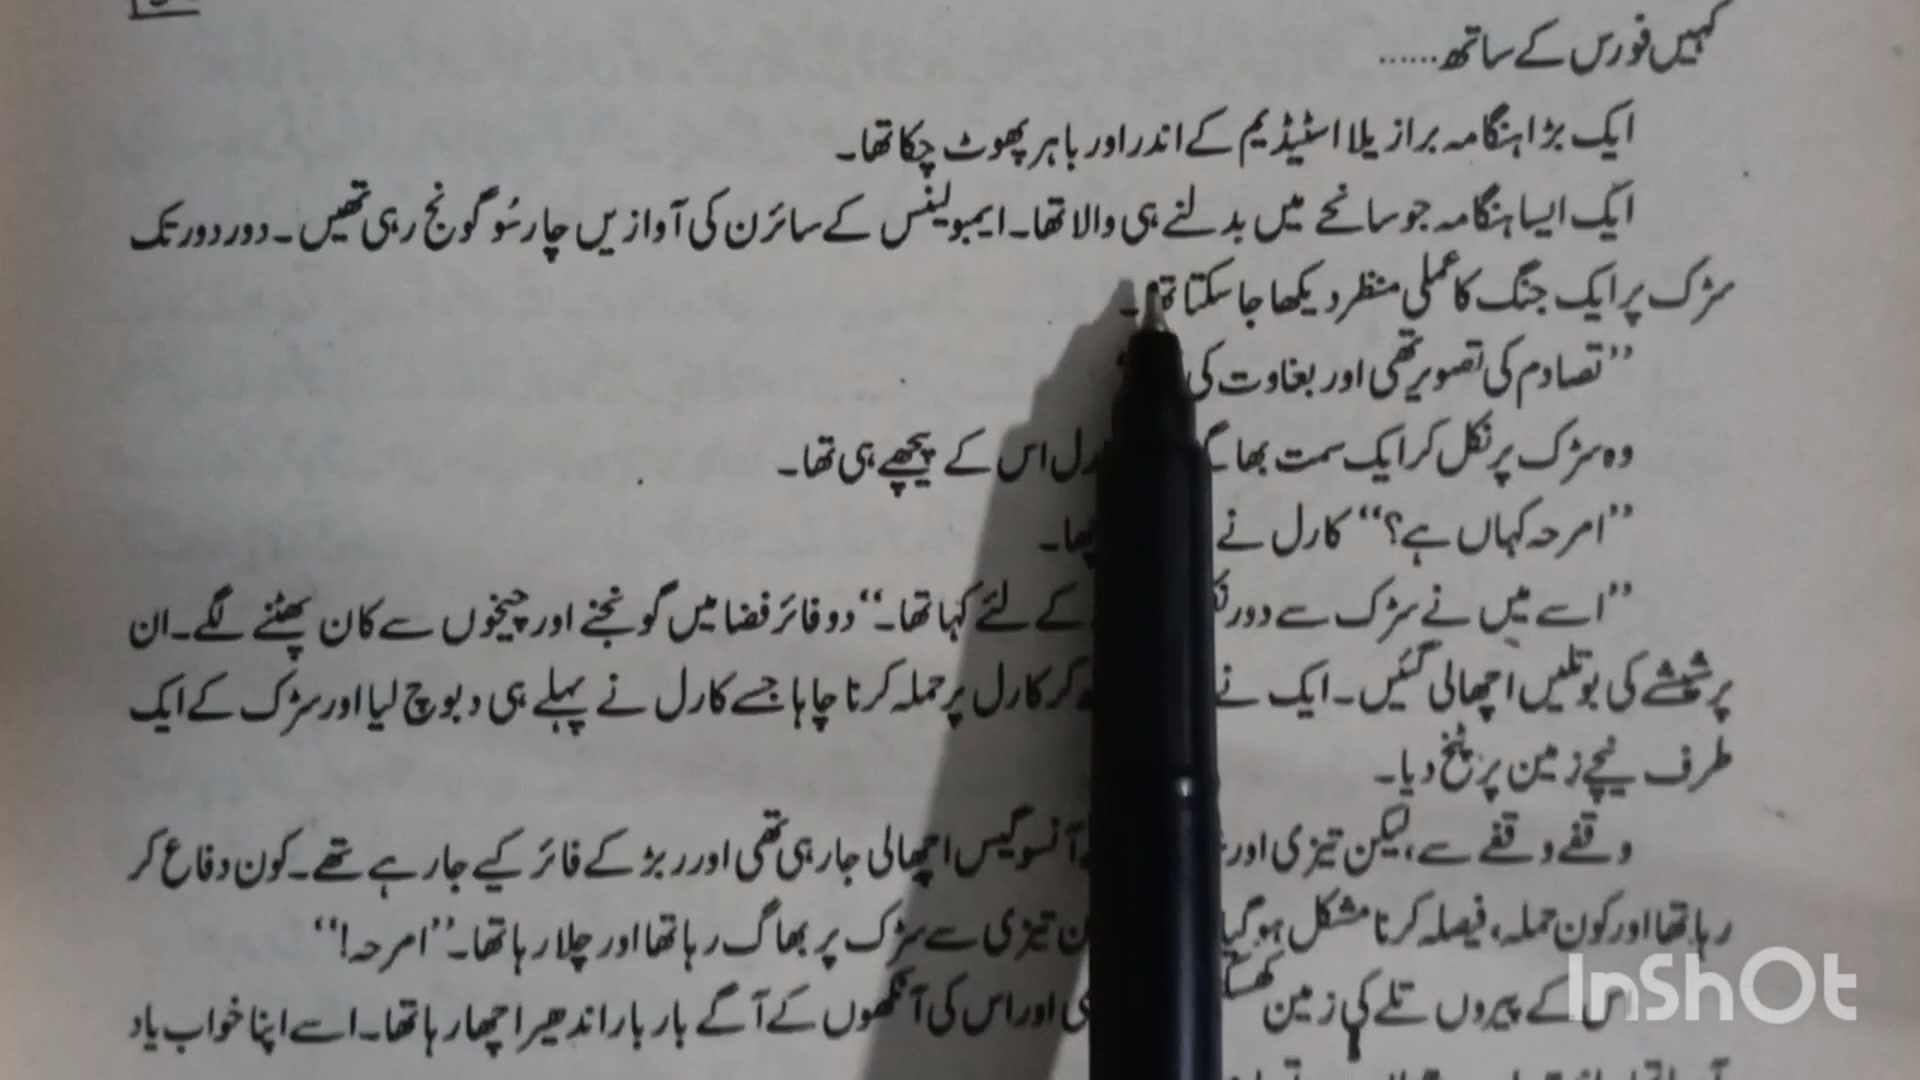 کہیں فورس کے ساتھ......
ایک بڑا ہنگامہ برازیلا اسٹیڈیم کے اندر اور باہر پھوٹ چکا تھا۔
ایک ایسا ہنگامہ جو سانحے میں بدلنے ہی والا تھا۔ ایمبولینس کے سائرن کی آوازیں چار سُو گونج رہی تھیں۔ دور دور تک
سڑک پر ایک جنگ کا عملی منظر دیکھا جا سکتا
”تصادم کی تصویر تھی اور بغاوت کی
وہ سڑک پر نکل کر ایک سمت اس کے پیچھے ہی تھا۔
”امرحہ کہاں ہے؟“ کارل نے
”اسے میں نے سڑک سے دور کے لئے کہا تھا۔“ دو فائر فضا میں گونجے اور چیخوں سے کان پھٹنے لگے۔ ان
پر شیشے کی بوتلیں اچھالی گئیں۔ ایک نے کر کارل پر حملہ کرنا چاہا جسے کارل نے پہلے ہی دبوچ لیا اور سڑک کے ایک
طرف نیچے زمین پر پٹخ دیا۔
وقفے وقفے سے، لیکن تیزی اور آنسو گیس اچھالی جا رہی تھی اور ربڑ کے فائر کیے جا رہے تھے۔ کون دفاع کر
رہا تھا اور کون حملہ، فیصلہ کرنا مشکل ہو گیا تیزی سے سڑک پر بھاگ رہا تھا اور چلا رہا تھا۔ ”امرحہ!“
اس کے پیروں تلے کی زمین اور اس کی آنکھوں کے آگے بار بار اندھیرا چھا رہا تھا۔ اسے اپنا خواب یاد
InShOt